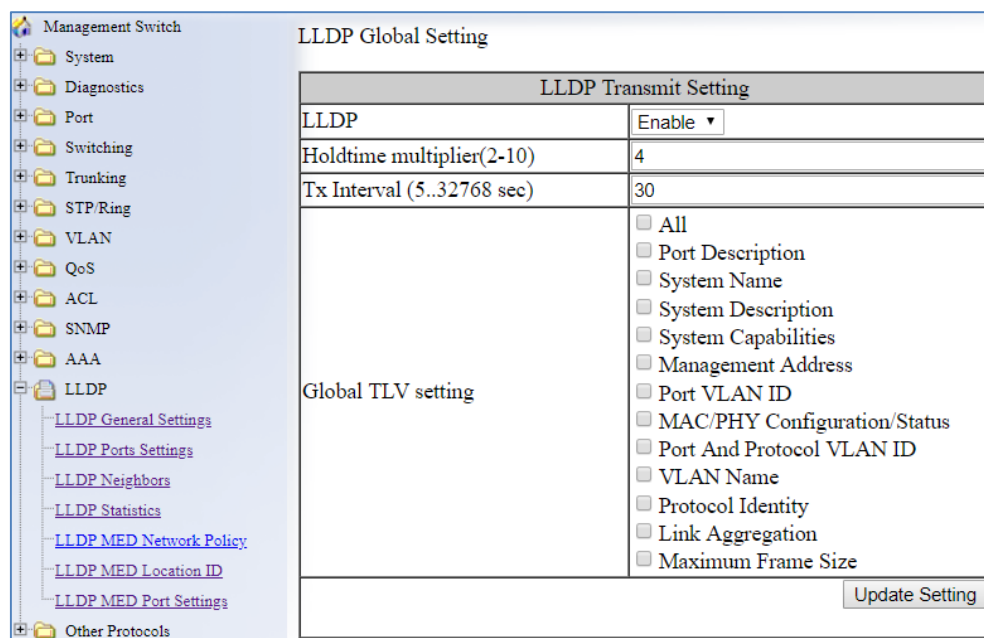 Management Switch
System
Diagnostics
Port
Switching
Trunking
STP/Ring
VLAN
QoS
ACL
SNMP
AAA
LLDP
LLDP General Settings
LLDP Ports Settings
LLDP Neighbors
LLDP Statistics
LLDP MED Network Policy
LLDP MED Location ID
LLDP MED Port Settings
Other Protocols
LLDP Global Setting
LLDP Transmit Setting
LLDP Enable
Holdtime multiplier(2-10) 4
Tx Interval (5..32768 sec) 30
Global TLV setting
All
Port Description
System Name
System Description
System Capabilities
Management Address
Port VLAN ID
MAC/PHY Configuration/Status
Port And Protocol VLAN ID
VLAN Name
Protocol Identity
Link Aggregation
Maximum Frame Size
Update Setting